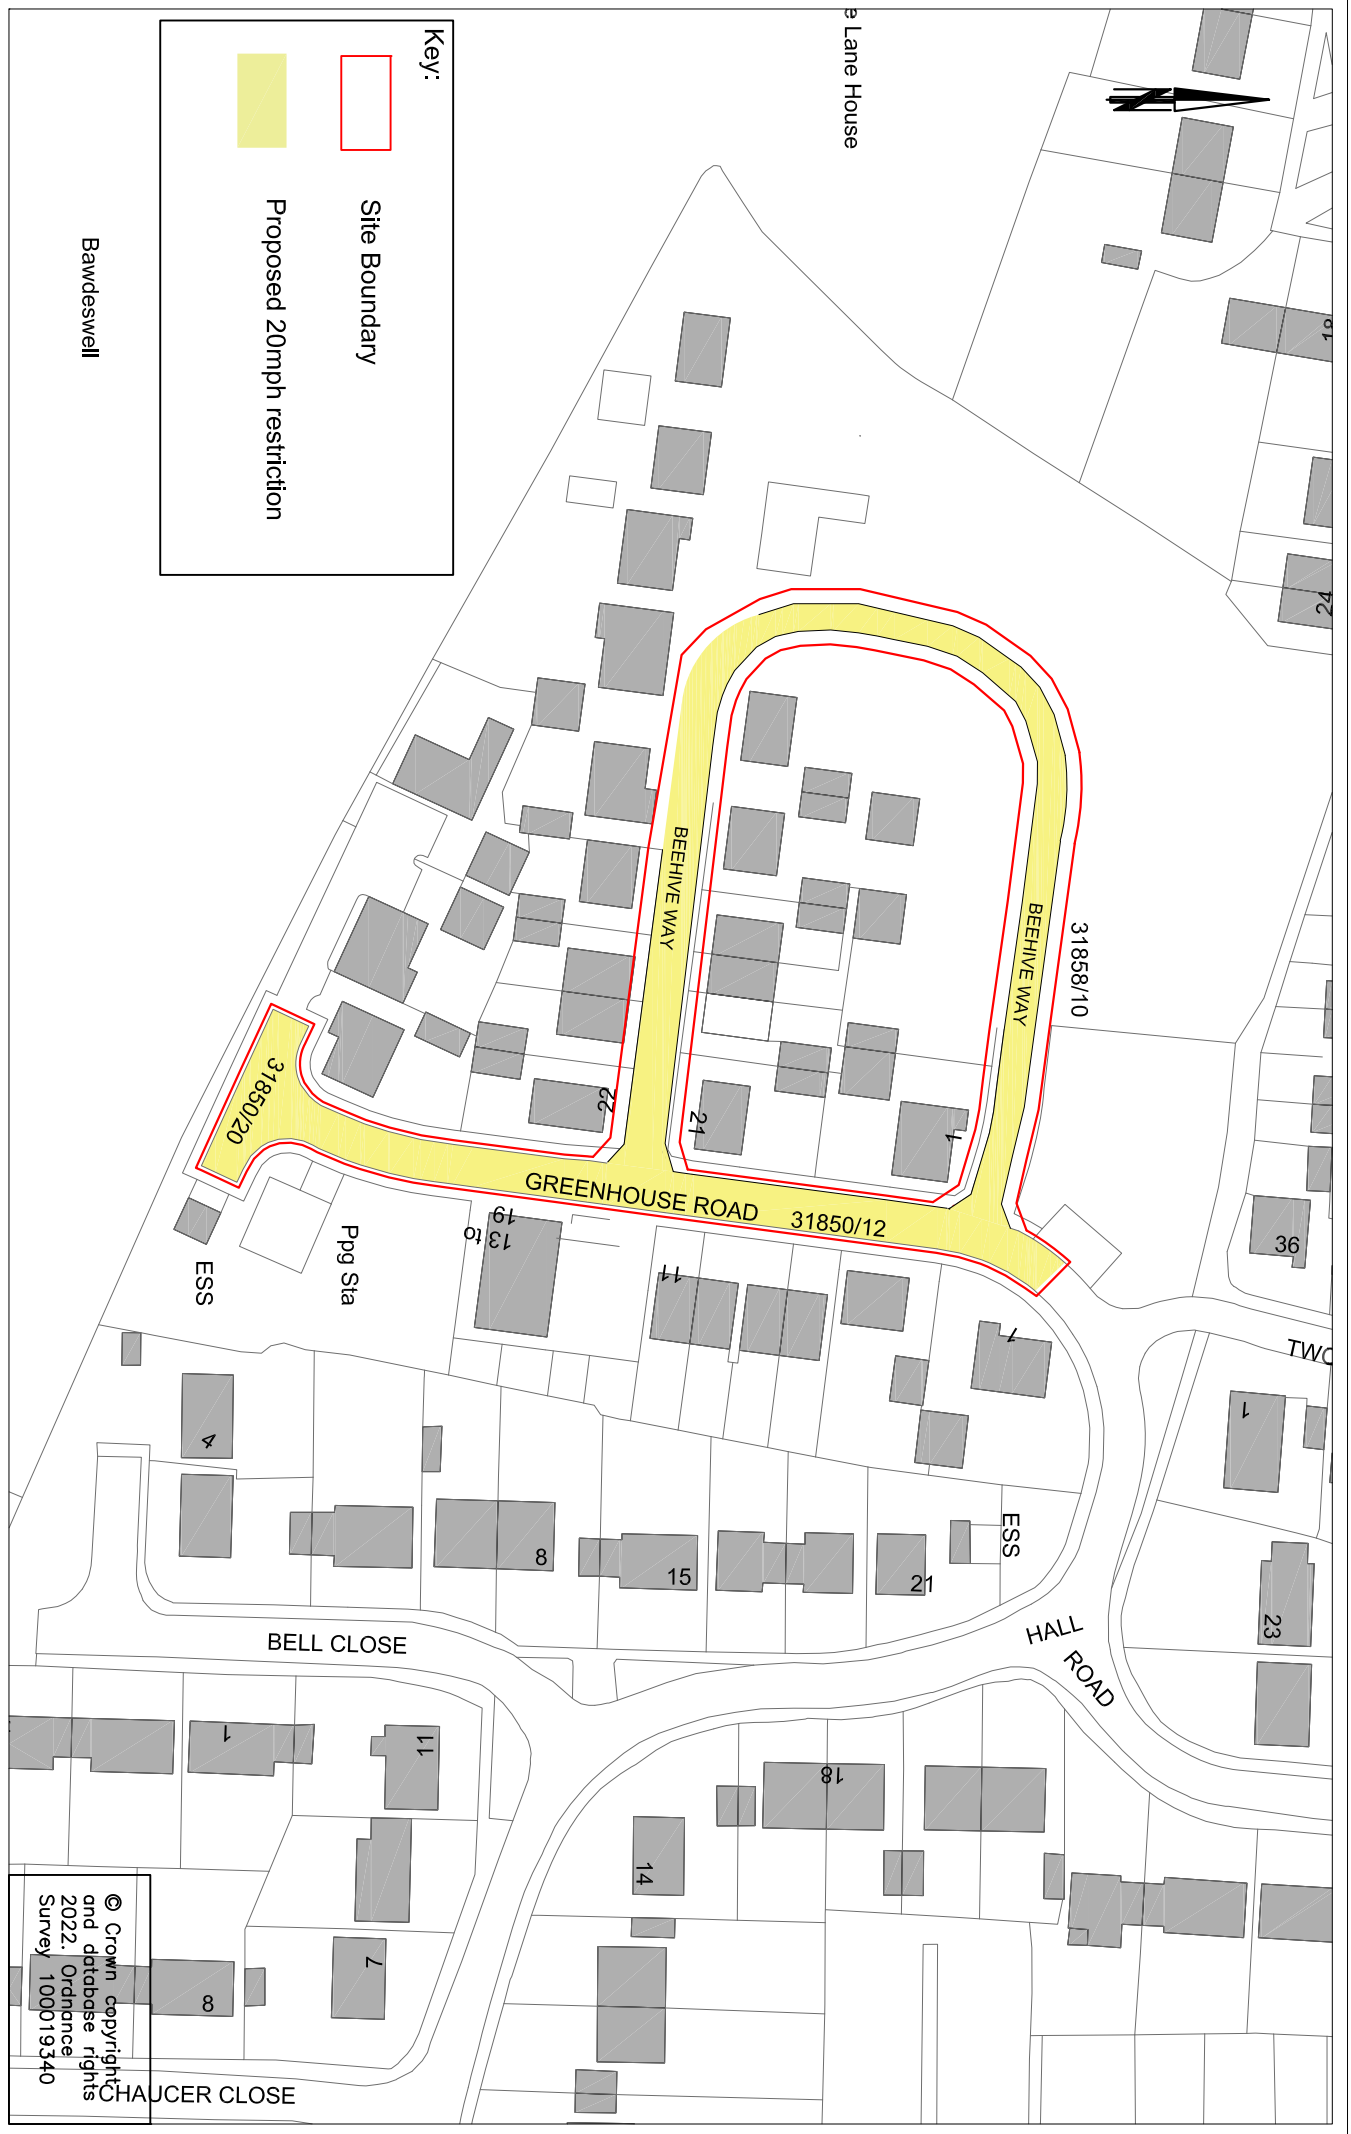 Key:
Site Boundary
Proposed 20mph restriction
Bawdeswell
e Lane House
18
24
36
TWO
1
23
31858/10
BEEHIVE WAY
BEEHIVE WAY
22
21
1
GREENHOUSE ROAD
31850/12
31850/20
13 to
19
11
1
Ppg Sta
ESS
ESS
4
8
15
21
BELL CLOSE
HALL
ROAD
1
11
18
14
7
8
CHAUCER CLOSE
© Crown copyright
and database rights
2022. Ordnance
Survey 100019340